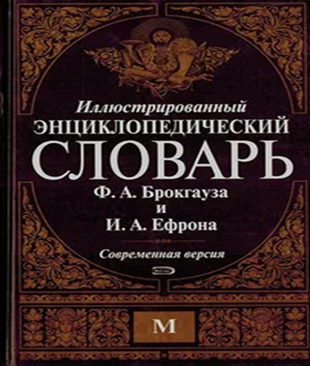 Иллюстрированный
ЭНЦИКЛОПЕДИЧЕСКИЙ
СЛОВАРЬ
Ф. А. Брокгауза
и
И. А. Ефрона
Современная версия
М